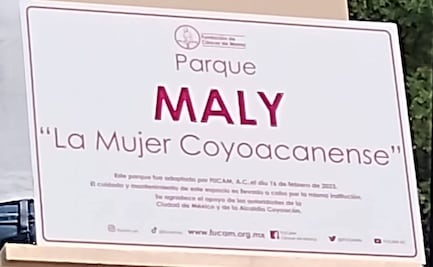 Fundación de
Cáncer de Mama
Parque
MALY
“La Mujer Coyoacanense”
Este parque fue adoptado por FUCAM, A.C. el día 16 de febrero de 2023.
El cuidado y mantenimiento de este espacio es llevado a cabo por la misma institución.
Se agradece el apoyo de las autoridades de la
Ciudad de México y de la Alcaldía Coyoacán.
www.fucam.org.mx